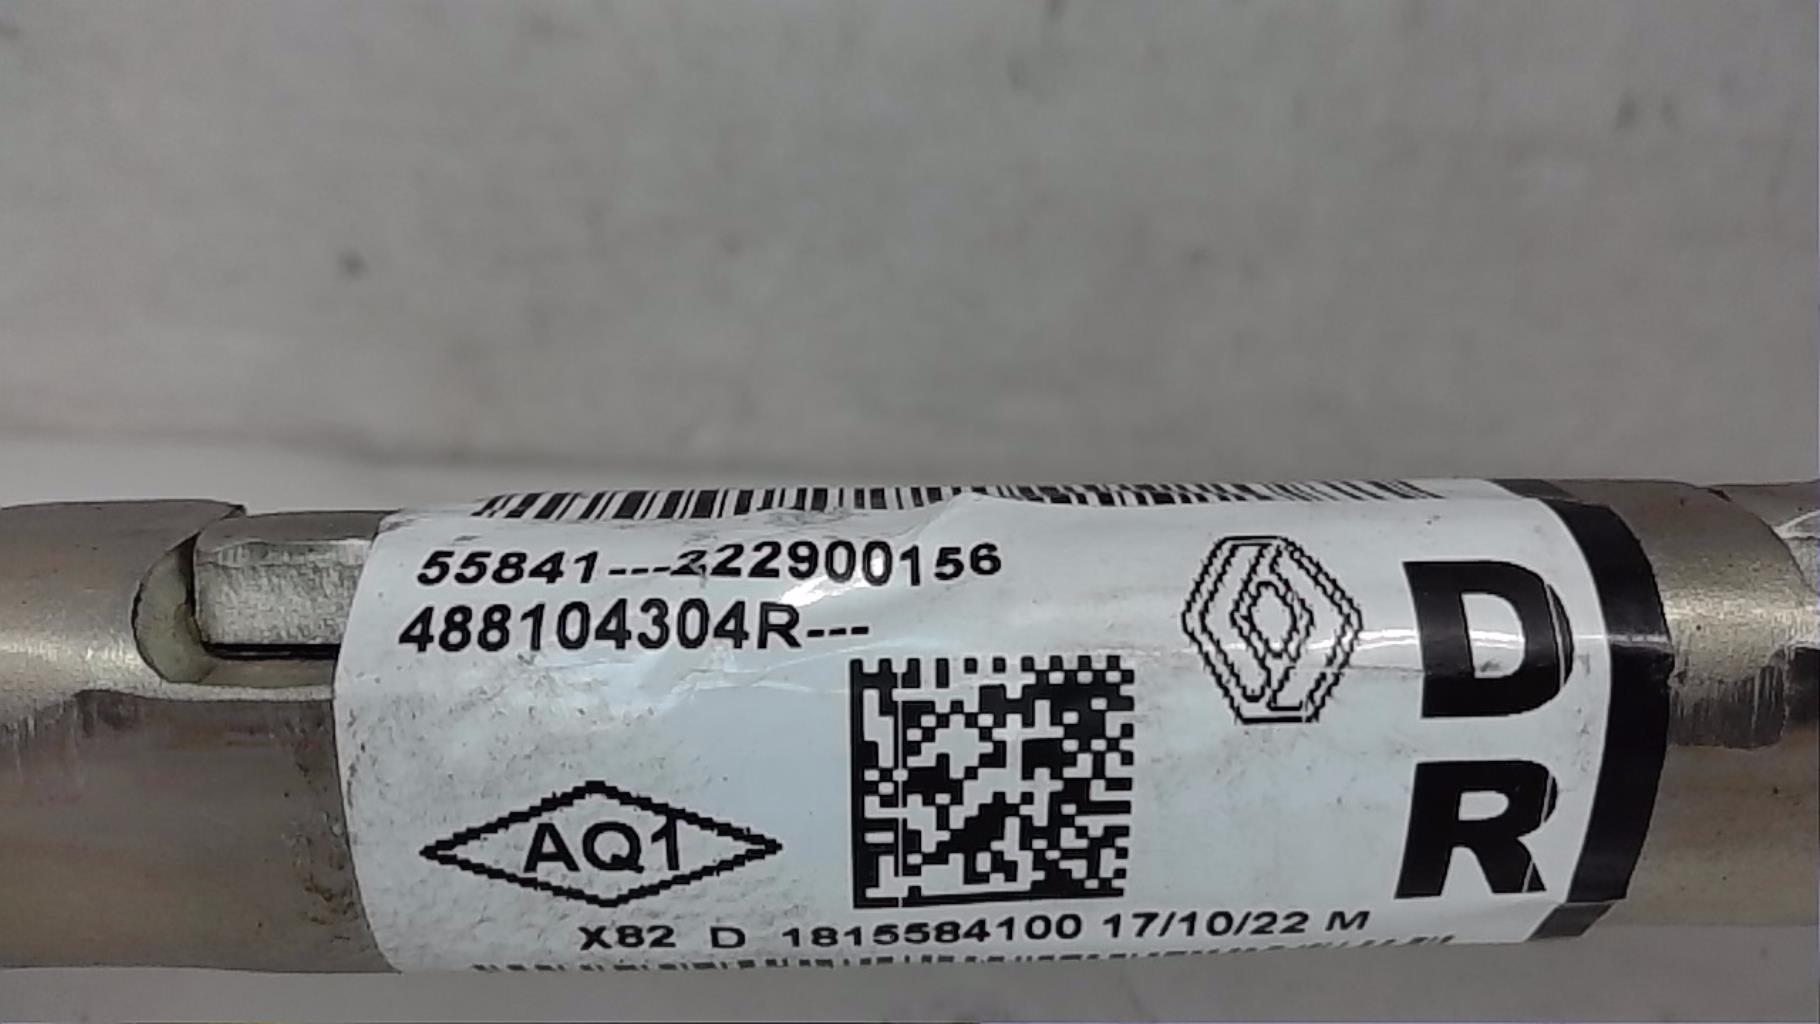 55841---222900156
488104304R---
D
R
AQ1
X82 D 1815584100 17/10/22 M